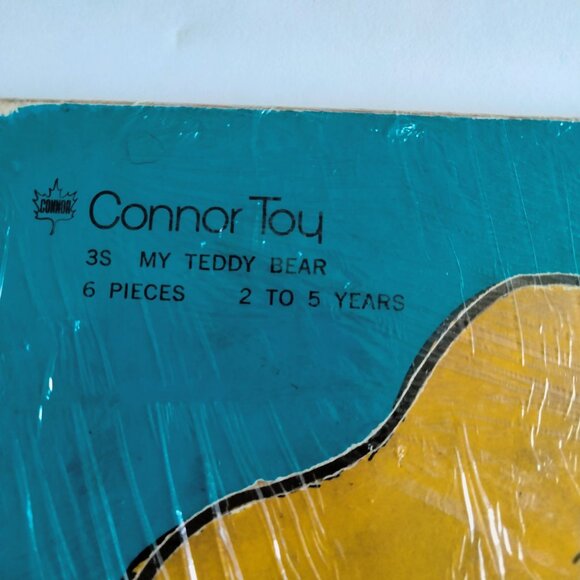 CONNOR Connor Toy
3S MY TEDDY BEAR
6 PIECES 2 TO 5 YEARS